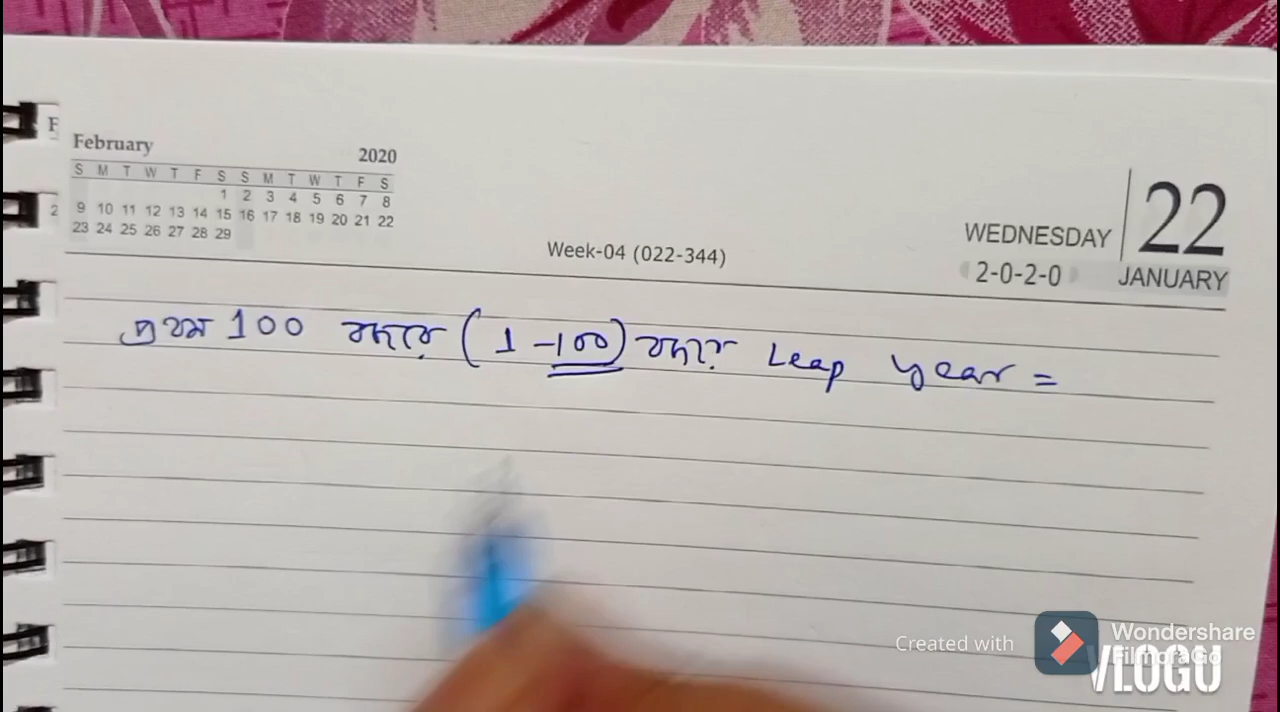 F
February 2020
S M T W T F S S M T W T F S
1 2 3 4 5 6 7 8
2
9 10 11 12 13 14 15 16 17 18 19 20 21 22
23 24 25 26 27 28 29
Week-04 (022-344)
WEDNESDAY 22
2-0-2-0 JANUARY
প্রথম 100 বছরে (1-100) বছরে Leap year =
Created with Wondershare
FilmoraGo
VLOGU